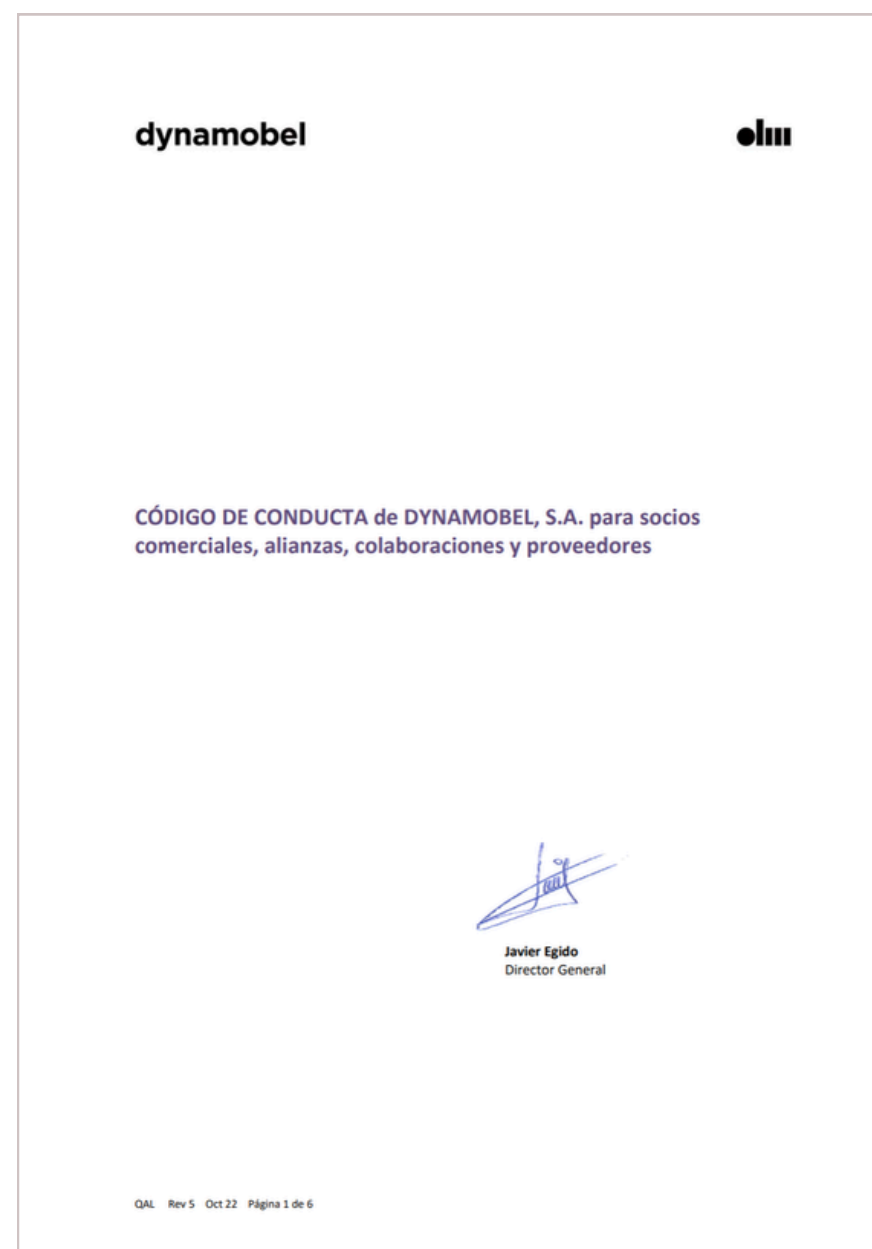 dynamobel
CÓDIGO DE CONDUCTA de DYNAMOBEL, S.A. para socios
comerciales, alianzas, colaboraciones y proveedores
Javier Egido
Director General
QAL Rev 5 Oct 22 Página 1 de 6